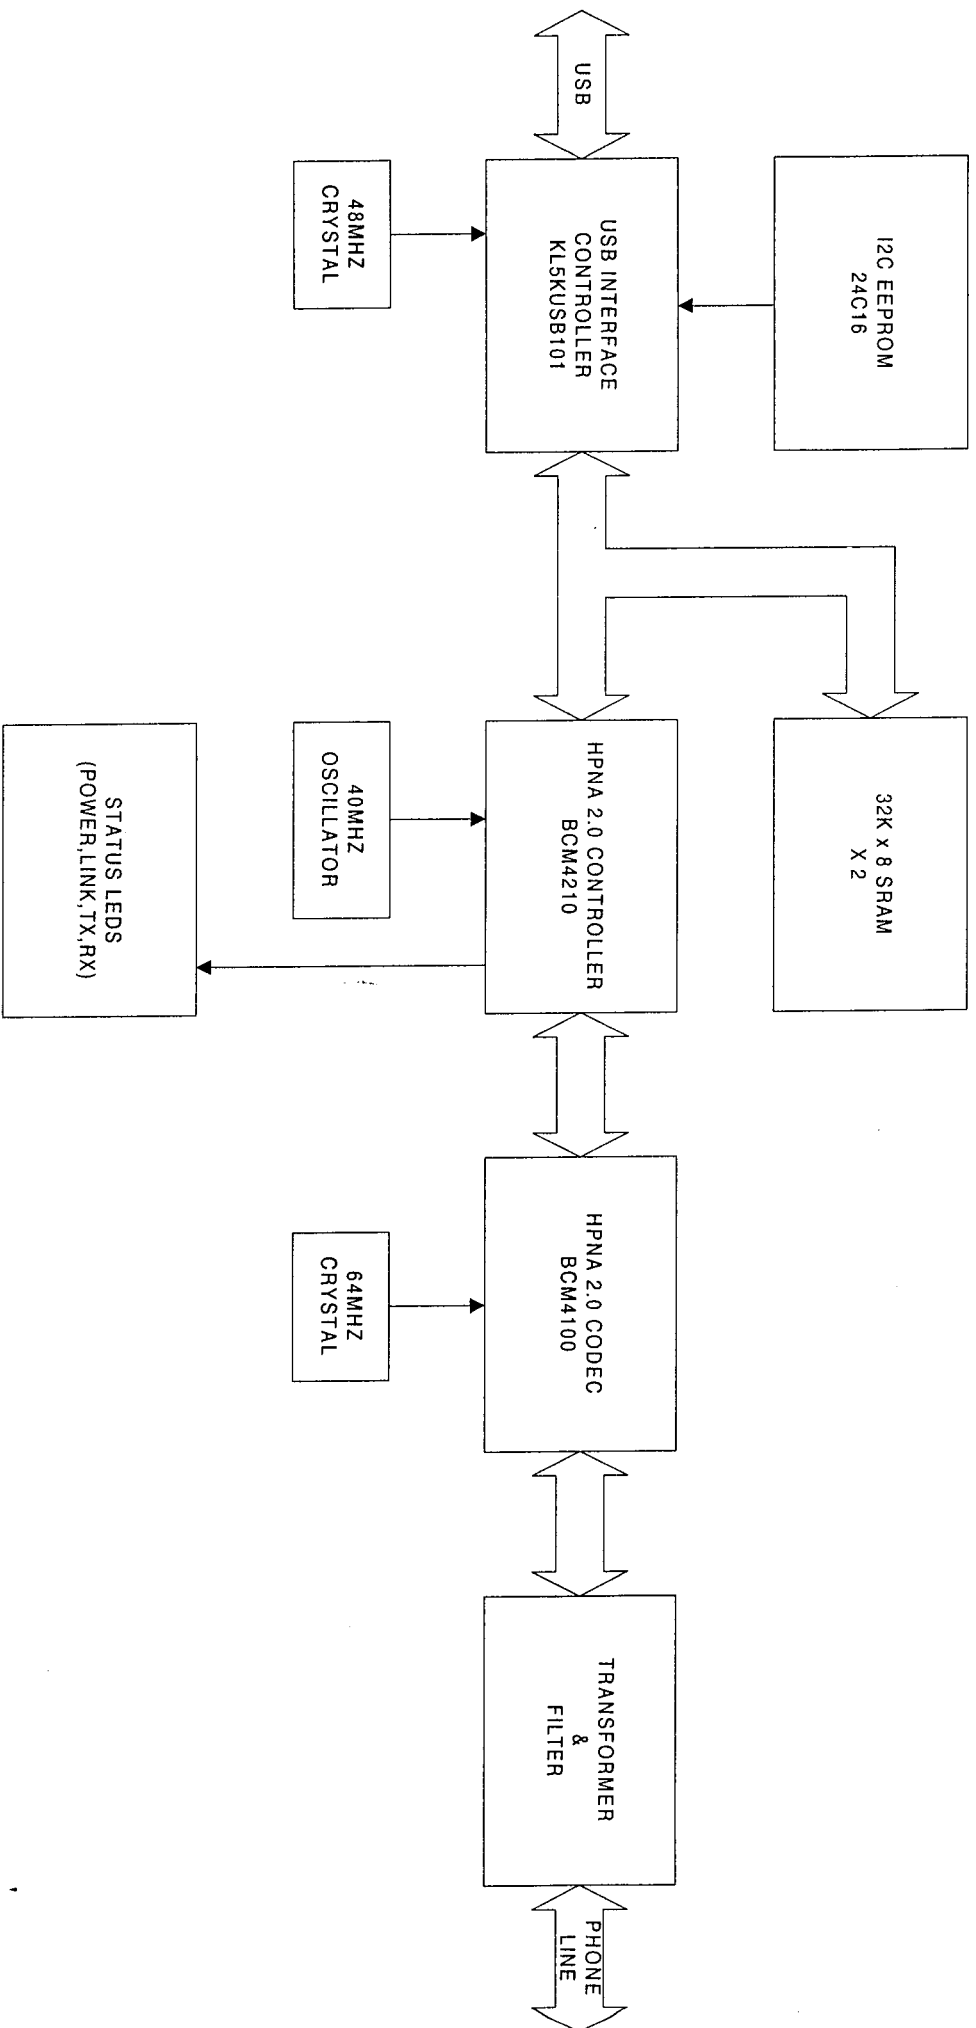 I2C EEPROM
24C16
32K x 8 SRAM
X 2
USB
USB INTERFACE
CONTROLLER
KL5KUSB101
HPNA 2.0 CONTROLLER
BCM4210
HPNA 2.0 CODEC
BCM4100
TRANSFORMER
&
FILTER
PHONE
LINE
48MHZ
CRYSTAL
40MHZ
OSCILLATOR
64MHZ
CRYSTAL
STATUS LEDS
(POWER,LINK,TX,RX)